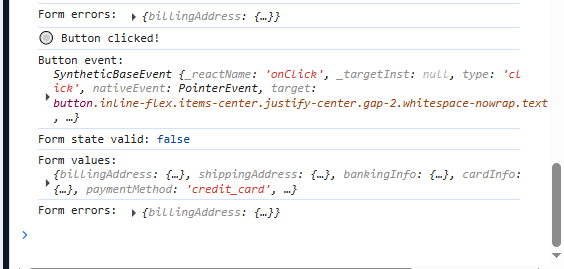 Form errors: ▸ {billingAddress: {…}}
Button clicked!
Button event:
SyntheticBaseEvent {_reactName: 'onClick', _targetInst: null, type: 'cl
ick', nativeEvent: PointerEvent, target:
▸ button.inline-flex.items-center.justify-center.gap-2.whitespace-nowrap.text
, …}
Form state valid: false
Form values:
{billingAddress: {…}, shippingAddress: {…}, bankingInfo: {…}, cardInfo:
▸ {…}, paymentMethod: 'credit_card', …}
Form errors: ▸ {billingAddress: {…}}
>